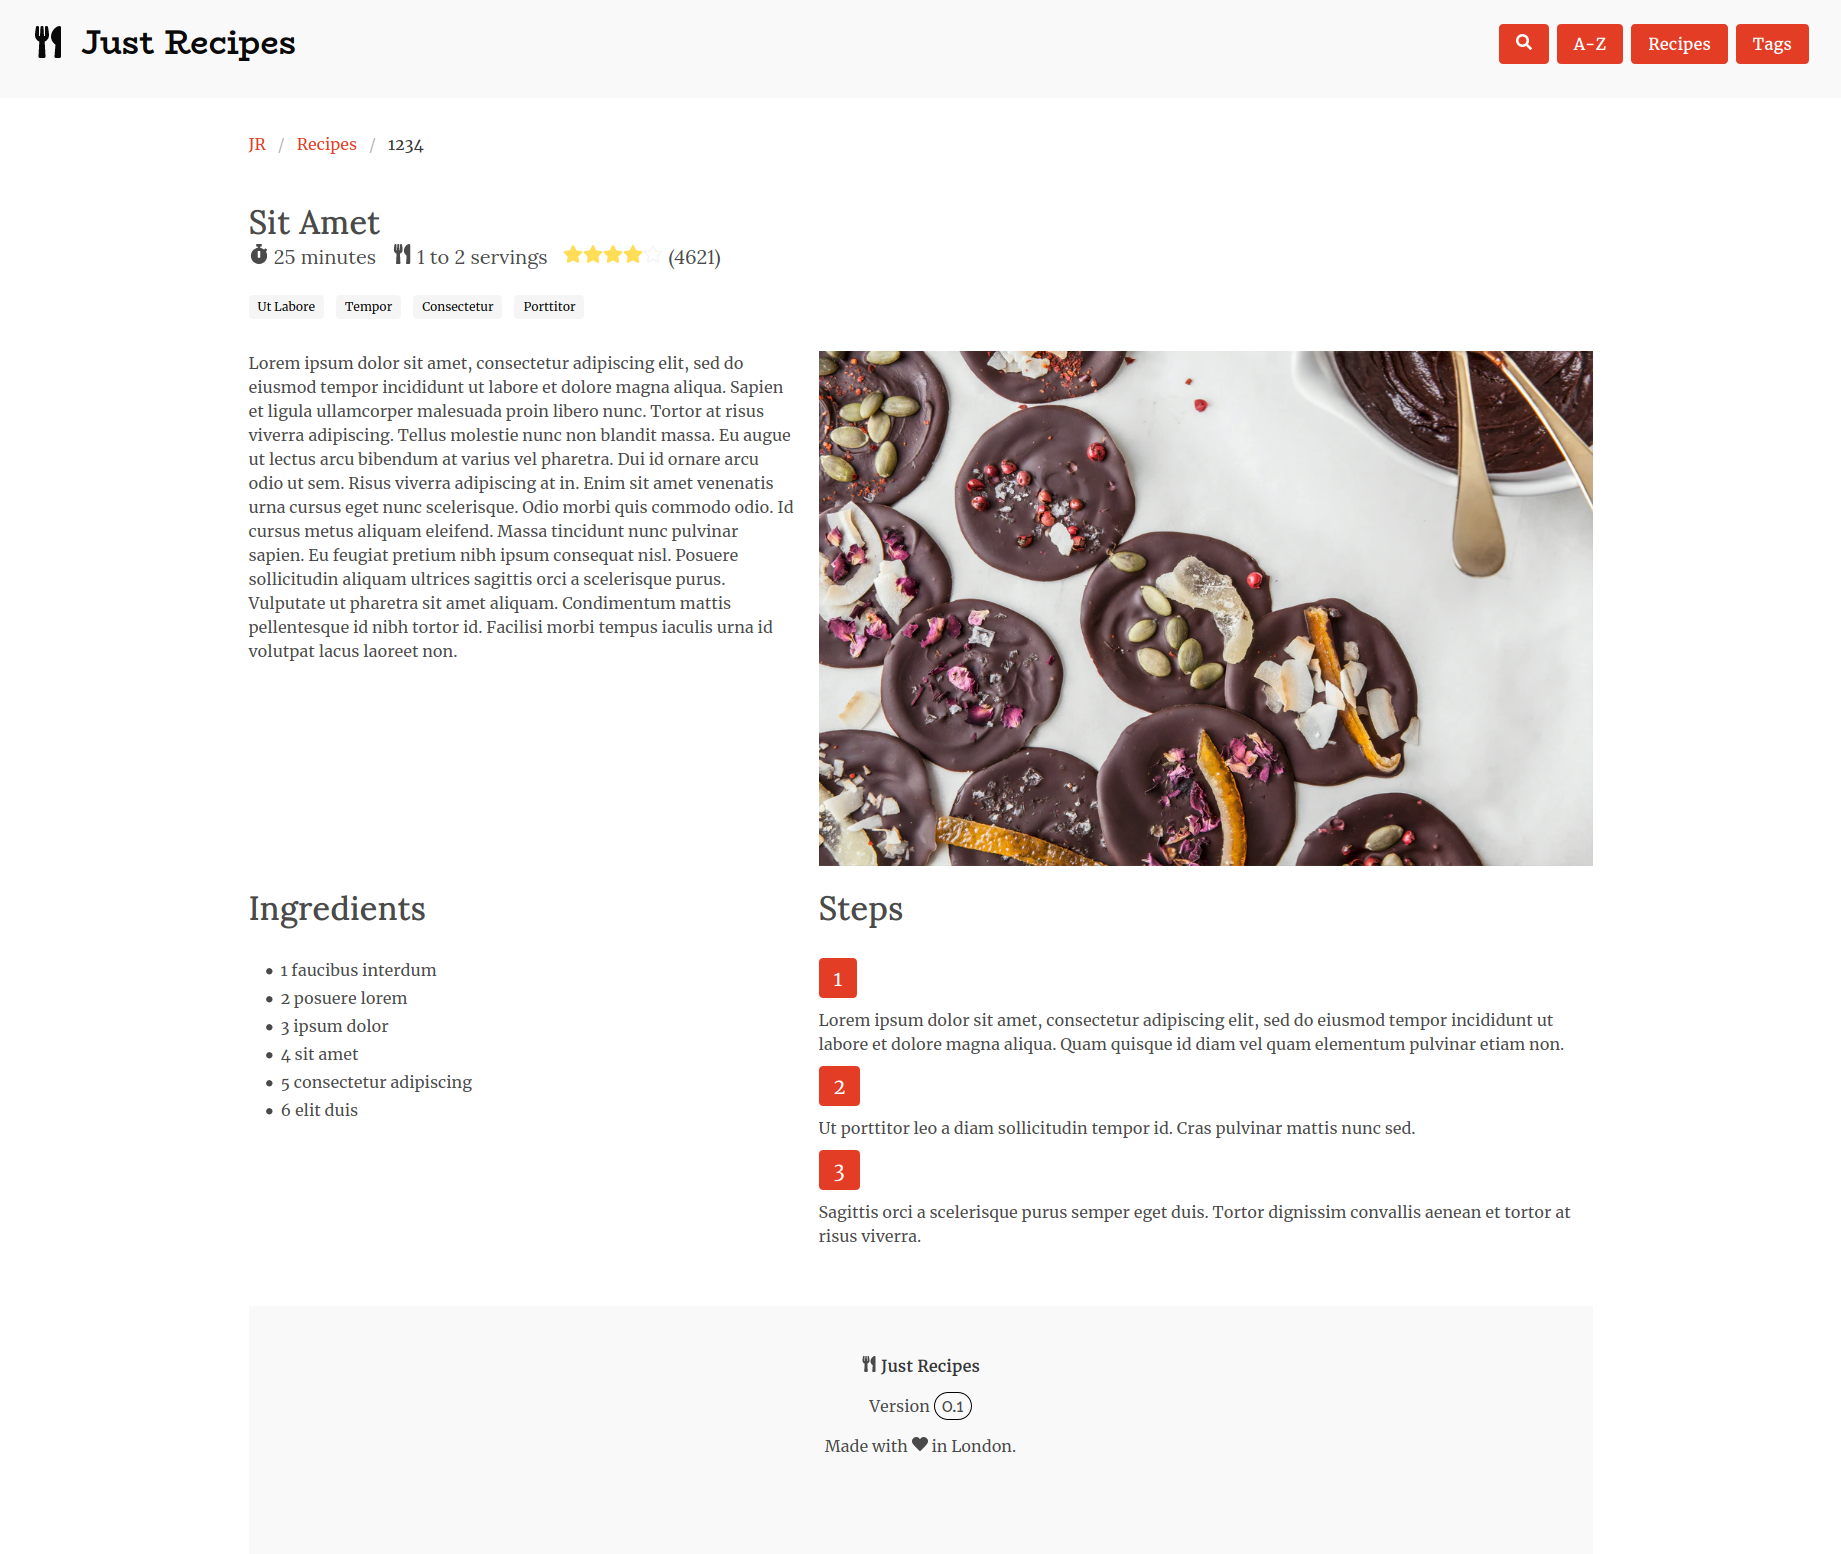 Just Recipes
A-Z
Recipes
Tags
JR / Recipes / 1234
Sit Amet
25 minutes 1 to 2 servings (4621)
Ut Labore Tempor Consectetur Porttitor
Lorem ipsum dolor sit amet, consectetur adipiscing elit, sed do
eiusmod tempor incididunt ut labore et dolore magna aliqua. Sapien
et ligula ullamcorper malesuada proin libero nunc. Tortor at risus
viverra adipiscing. Tellus molestie nunc non blandit massa. Eu augue
ut lectus arcu bibendum at varius vel pharetra. Dui id ornare arcu
odio ut sem. Risus viverra adipiscing at in. Enim sit amet venenatis
urna cursus eget nunc scelerisque. Odio morbi quis commodo odio. Id
cursus metus aliquam eleifend. Massa tincidunt nunc pulvinar
sapien. Eu feugiat pretium nibh ipsum consequat nisl. Posuere
sollicitudin aliquam ultrices sagittis orci a scelerisque purus.
Vulputate ut pharetra sit amet aliquam. Condimentum mattis
pellentesque id nibh tortor id. Facilisi morbi tempus iaculis urna id
volutpat lacus laoreet non.
Ingredients
• 1 faucibus interdum
• 2 posuere lorem
• 3 ipsum dolor
• 4 sit amet
• 5 consectetur adipiscing
• 6 elit duis
Steps
1
Lorem ipsum dolor sit amet, consectetur adipiscing elit, sed do eiusmod tempor incididunt ut
labore et dolore magna aliqua. Quam quisque id diam vel quam elementum pulvinar etiam non.
2
Ut porttitor leo a diam sollicitudin tempor id. Cras pulvinar mattis nunc sed.
3
Sagittis orci a scelerisque purus semper eget duis. Tortor dignissim convallis aenean et tortor at
risus viverra.
Just Recipes
Version 0.1
Made with ♥ in London.